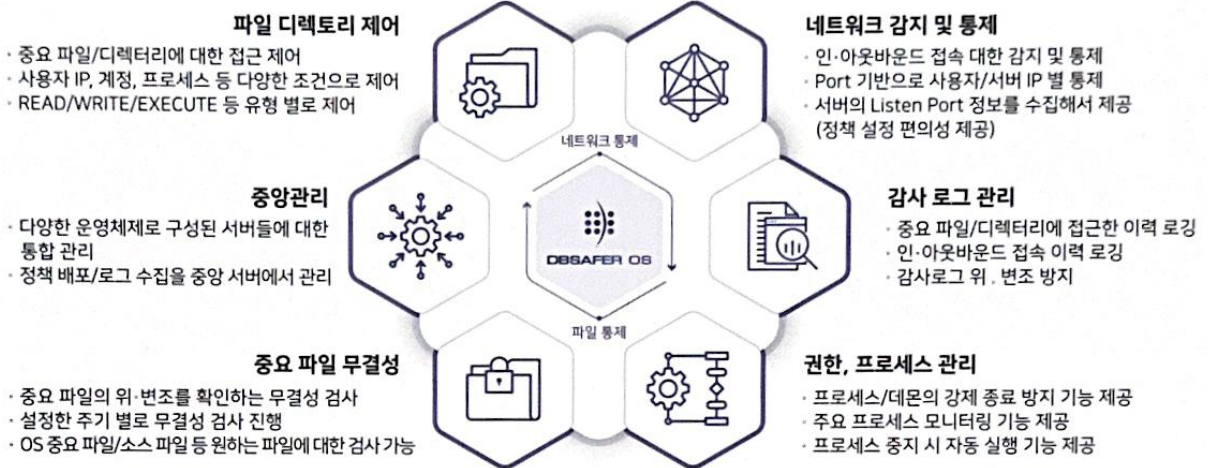 파일 디렉토리 제어
· 중요 파일/디렉터리에 대한 접근 제어
· 사용자 IP, 계정, 프로세스 등 다양한 조건으로 제어
· READ/WRITE/EXECUTE 등 유형 별로 제어
네트워크 감지 및 통제
· 인·아웃바운드 접속 대한 감지 및 통제
· Port 기반으로 사용자/서버 IP 별 통제
· 서버의 Listen Port 정보를 수집해서 제공
(정책 설정 편의성 제공)
중앙관리
· 다양한 운영체제로 구성된 서버들에 대한
통합 관리
· 정책 배포/로그 수집을 중앙 서버에서 관리
네트워크 통제
DBSAFER OS
파일 통제
감사 로그 관리
· 중요 파일/디렉터리에 접근한 이력 로깅
· 인·아웃바운드 접속 이력 로깅
· 감사로그 위 . 변조 방지
중요 파일 무결성
· 중요 파일의 위·변조를 확인하는 무결성 검사
· 설정한 주기 별로 무결성 검사 진행
· OS 중요 파일/소스 파일 등 원하는 파일에 대한 검사 가능
권한, 프로세스 관리
· 프로세스/데몬의 강제 종료 방지 기능 제공
· 주요 프로세스 모니터링 기능 제공
· 프로세스 중지 시 자동 실행 기능 제공